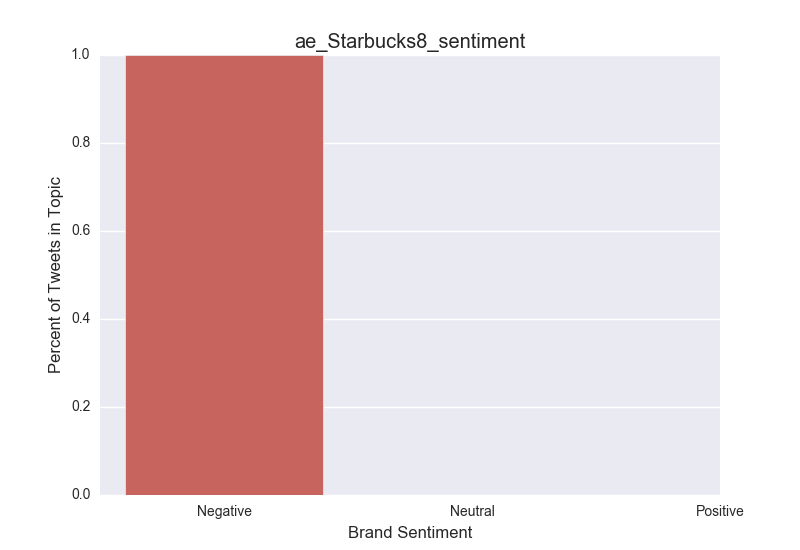 ae_Starbucks8_sentiment
1.0
0.8
0.6
0.4
0.2
0.0
Percent of Tweets in Topic
Negative Neutral Positive
Brand Sentiment